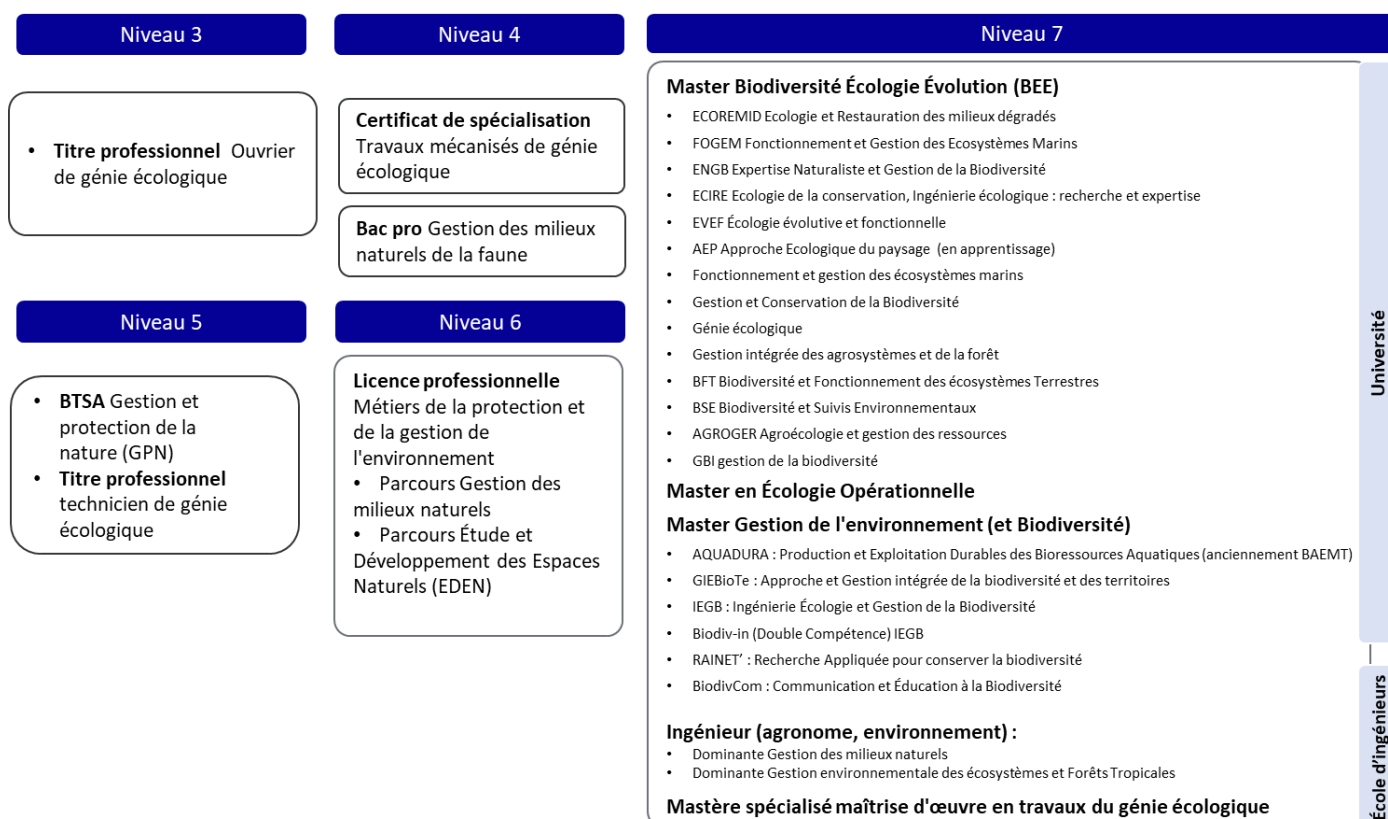 Niveau 3
• Titre professionnel Ouvrier
de génie écologique
Niveau 4
Certificat de spécialisation
Travaux mécanisés de génie
écologique
Bac pro Gestion des milieux
naturels de la faune
Niveau 5
• BTSA Gestion et
protection de la
nature (GPN)
• Titre professionnel
technicien de génie
écologique
Niveau 6
Licence professionnelle
Métiers de la protection et
de la gestion de
l'environnement
• Parcours Gestion des
milieux naturels
• Parcours Étude et
Développement des Espaces
Naturels (EDEN)
Niveau 7
Master Biodiversité Écologie Évolution (BEE)
• ECOREMID Ecologie et Restauration des milieux dégradés
• FOGEM Fonctionnement et Gestion des Ecosystèmes Marins
• ENGB Expertise Naturaliste et Gestion de la Biodiversité
• ECIRE Ecologie de la conservation, Ingénierie écologique : recherche et expertise
• EVEF Écologie évolutive et fonctionnelle
• AEP Approche Ecologique du paysage (en apprentissage)
• Fonctionnement et gestion des écosystèmes marins
• Gestion et Conservation de la Biodiversité
• Génie écologique
• Gestion intégrée des agrosystèmes et de la forêt
• BFT Biodiversité et Fonctionnement des écosystèmes Terrestres
• BSE Biodiversité et Suivis Environnementaux
• AGROGER Agroécologie et gestion des ressources
• GBI gestion de la biodiversité
Master en Écologie Opérationnelle
Master Gestion de l'environnement (et Biodiversité)
• AQUADURA : Production et Exploitation Durables des Bioressources Aquatiques (anciennement BAEMT)
• GIEBioTe : Approche et Gestion intégrée de la biodiversité et des territoires
• IEGB : Ingénierie Écologie et Gestion de la Biodiversité
• Biodiv-in (Double Compétence) IEGB
• RAINET’ : Recherche Appliquée pour conserver la biodiversité
• BiodivCom : Communication et Éducation à la Biodiversité
Université
Ingénieur (agronome, environnement) :
• Dominante Gestion des milieux naturels
• Dominante Gestion environnementale des écosystèmes et Forêts Tropicales
Mastère spécialisé maîtrise d'œuvre en travaux du génie écologique
École d’ingénieurs